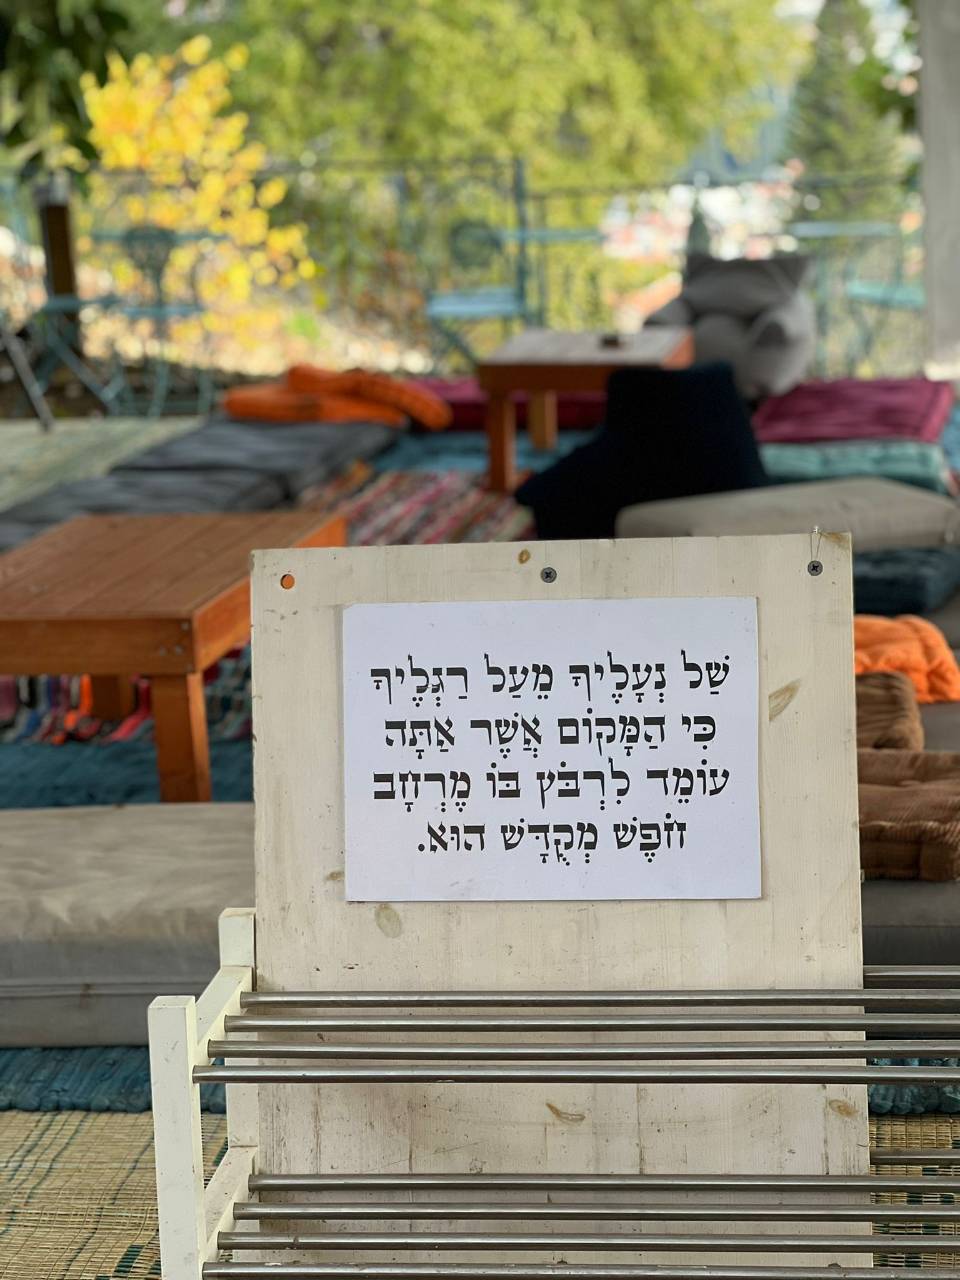 שַׁל נְעָלֶיךָ מֵעַל רַגְלֶיךָ
כִּי הַמָּקוֹם אֲשֶׁר אַתָּה
עוֹמֵד לִרְבֹּץ בּוֹ מֶרְחָב
חֹפֶשׁ מְקֻדָּשׁ הוּא.